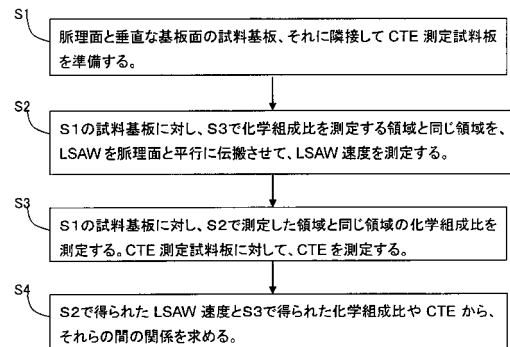 S1
脈理面と垂直な基板面の試料基板、それに隣接して CTE 測定試料板
を準備する。
S2
S1の試料基板に対し、S3で化学組成比を測定する領域と同じ領域を、
LSAWを脈理面と平行に伝搬させて、LSAW 速度を測定する。
S3
S1の試料基板に対し、S2で測定した領域と同じ領域の化学組成比を
測定する。CTE 測定試料板に対して、CTE を測定する。
S4
S2で得られた LSAW 速度とS3で得られた化学組成比や CTE から、
それらの間の関係を求める。